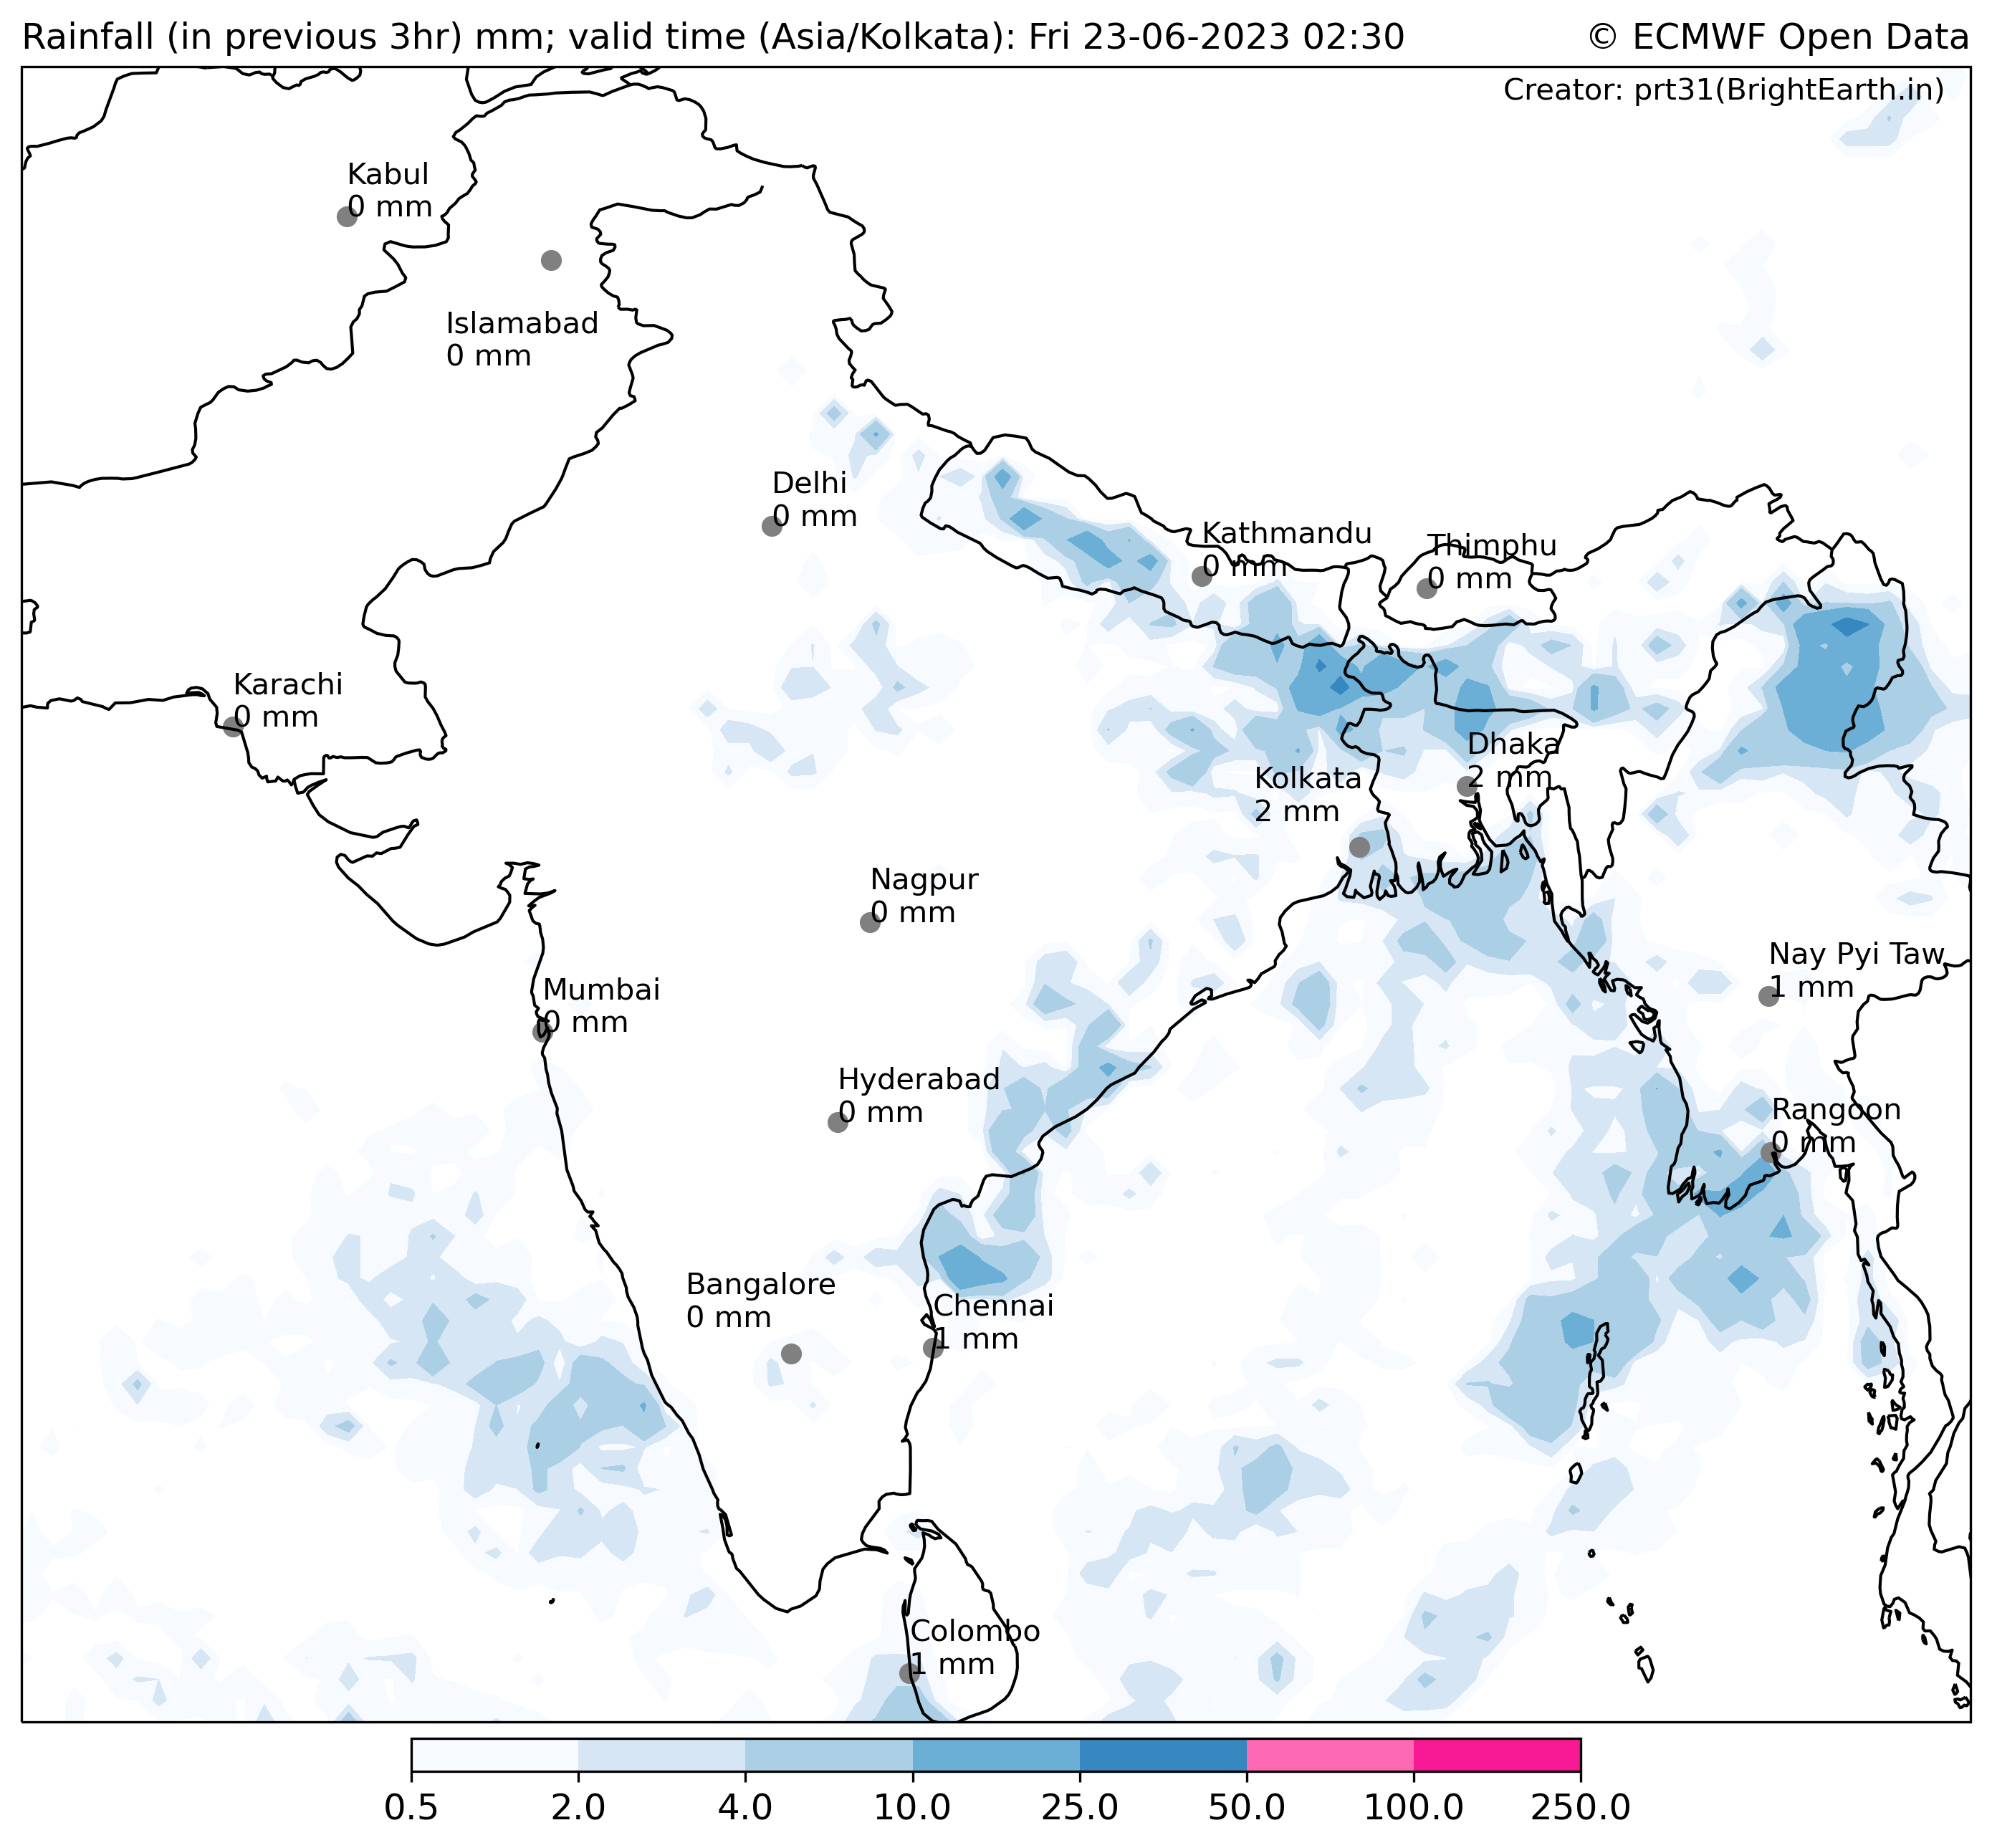 Rainfall (in previous 3hr) mm; valid time (Asia/Kolkata): Fri 23-06-2023 02:30
© ECMWF Open Data
Creator: prt31(BrightEarth.in)
Kabul
0 mm
Islamabad
0 mm
Delhi
0 mm
Kathmandu
0 mm
Thimphu
0 mm
Karachi
0 mm
Dhaka
2 mm
Kolkata
2 mm
Nagpur
0 mm
Nay Pyi Taw
1 mm
Mumbai
0 mm
Hyderabad
0 mm
Rangoon
0 mm
Bangalore
0 mm
Chennai
1 mm
Colombo
1 mm
0.5 2.0 4.0 10.0 25.0 50.0 100.0 250.0